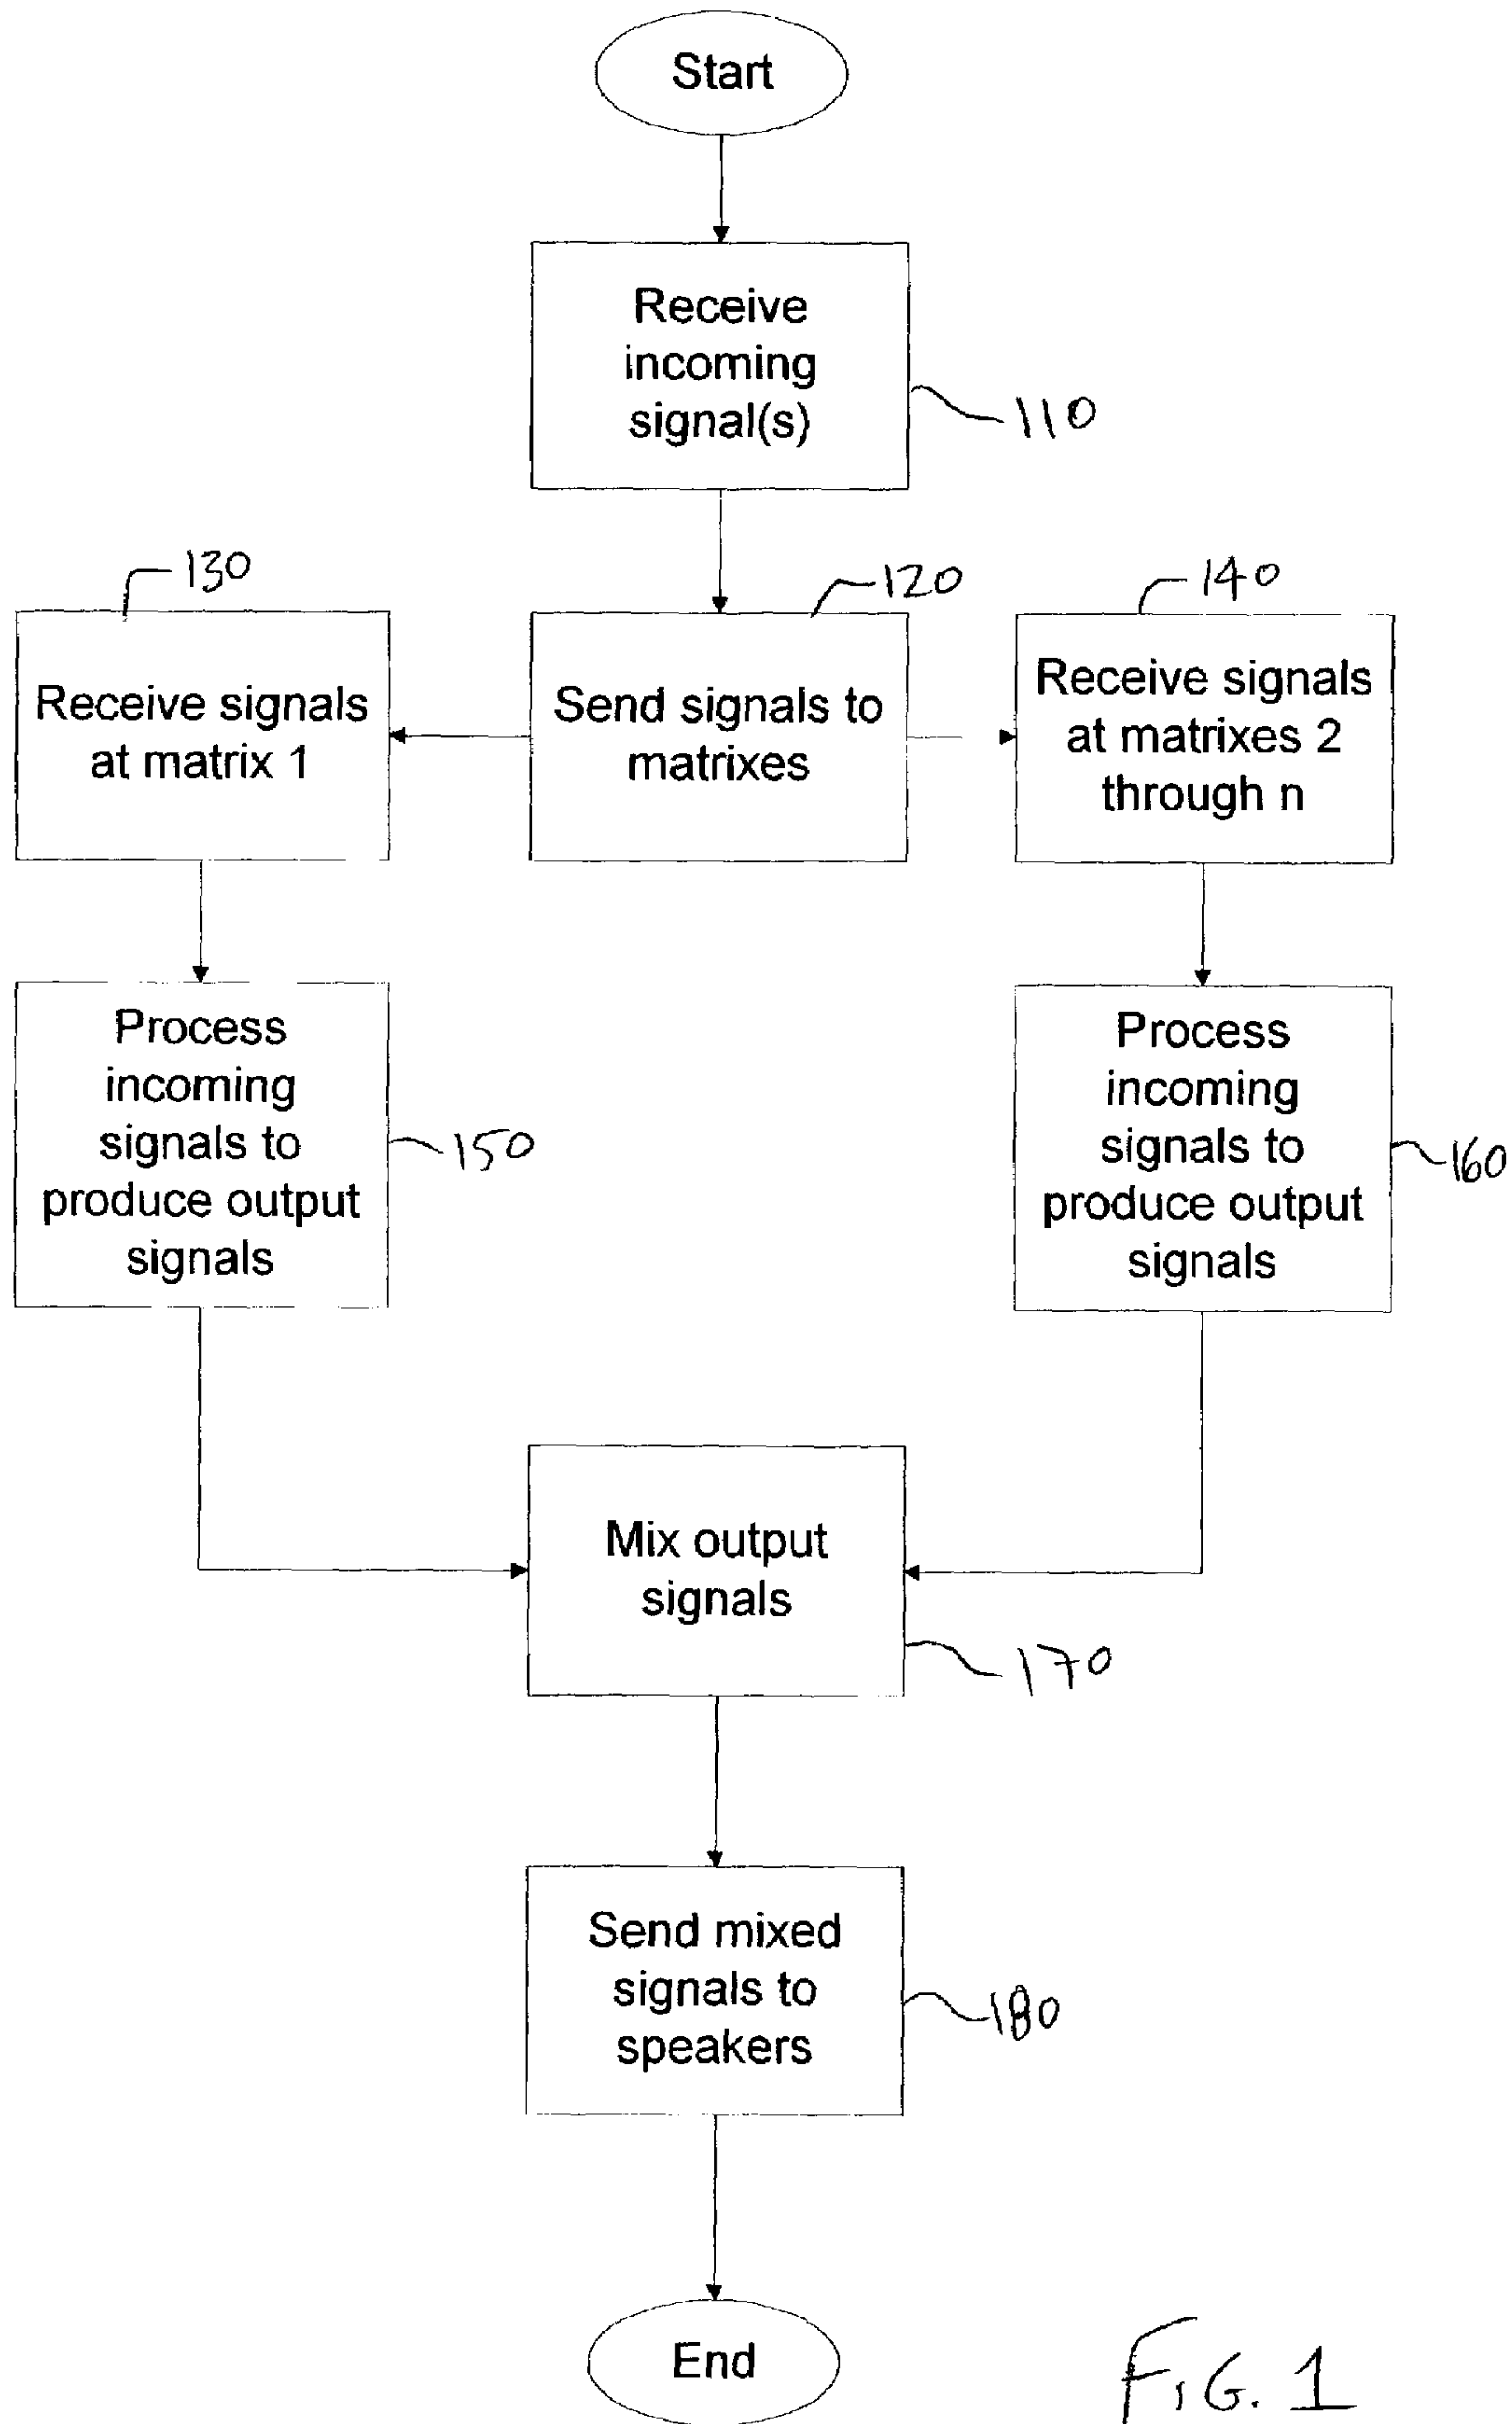 Start
Receive
incoming
signal(s)
110
130
120
140
Receive signals
at matrix 1
Send signals to
matrixes
Receive signals
at matrixes 2
through n
Process
incoming
signals to
produce output
signals
150
Process
incoming
signals to
produce output
signals
160
Mix output
signals
170
Send mixed
signals to
speakers
180
End
FIG. 1